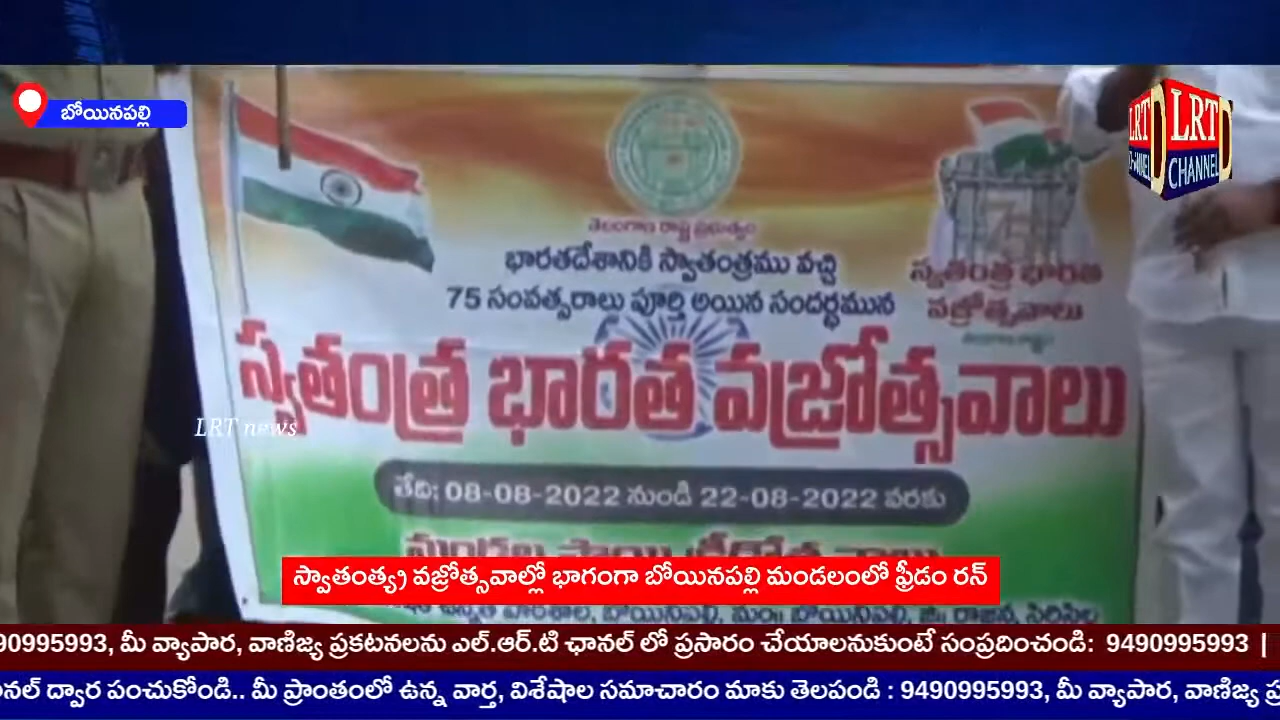 బోయినపల్లి
LRT
CHANNEL
LRT
CHANNEL
తెలంగాణ రాష్ట్ర ప్రభుత్వం
భారతదేశానికి స్వాతంత్రము వచ్చి
75 సంవత్సరాలు పూర్తి అయిన సందర్భమున
స్వతంత్ర భారత
వజ్రోత్సవాలు
స్వతంత్ర భారత వజ్రోత్సవాలు
LRT news
తేది: 08-08-2022 నుండి 22-08-2022 వరకు
స్వాతంత్య్ర వజ్రోత్సవాల్లో భాగంగా బోయినపల్లి మండలంలో ఫ్రీడం రన్
90995993, మీ వ్యాపార, వాణిజ్య ప్రకటనలను ఎల్.ఆర్.టి ఛానల్ లో ప్రసారం చేయాలనుకుంటే సంప్రదించండి: 9490995993 |
నల్ ద్వార పంచుకోండి.. మీ ప్రాంతంలో ఉన్న వార్త, విశేషాల సమాచారం మాకు తెలపండి : 9490995993, మీ వ్యాపార, వాణిజ్య ప్ర